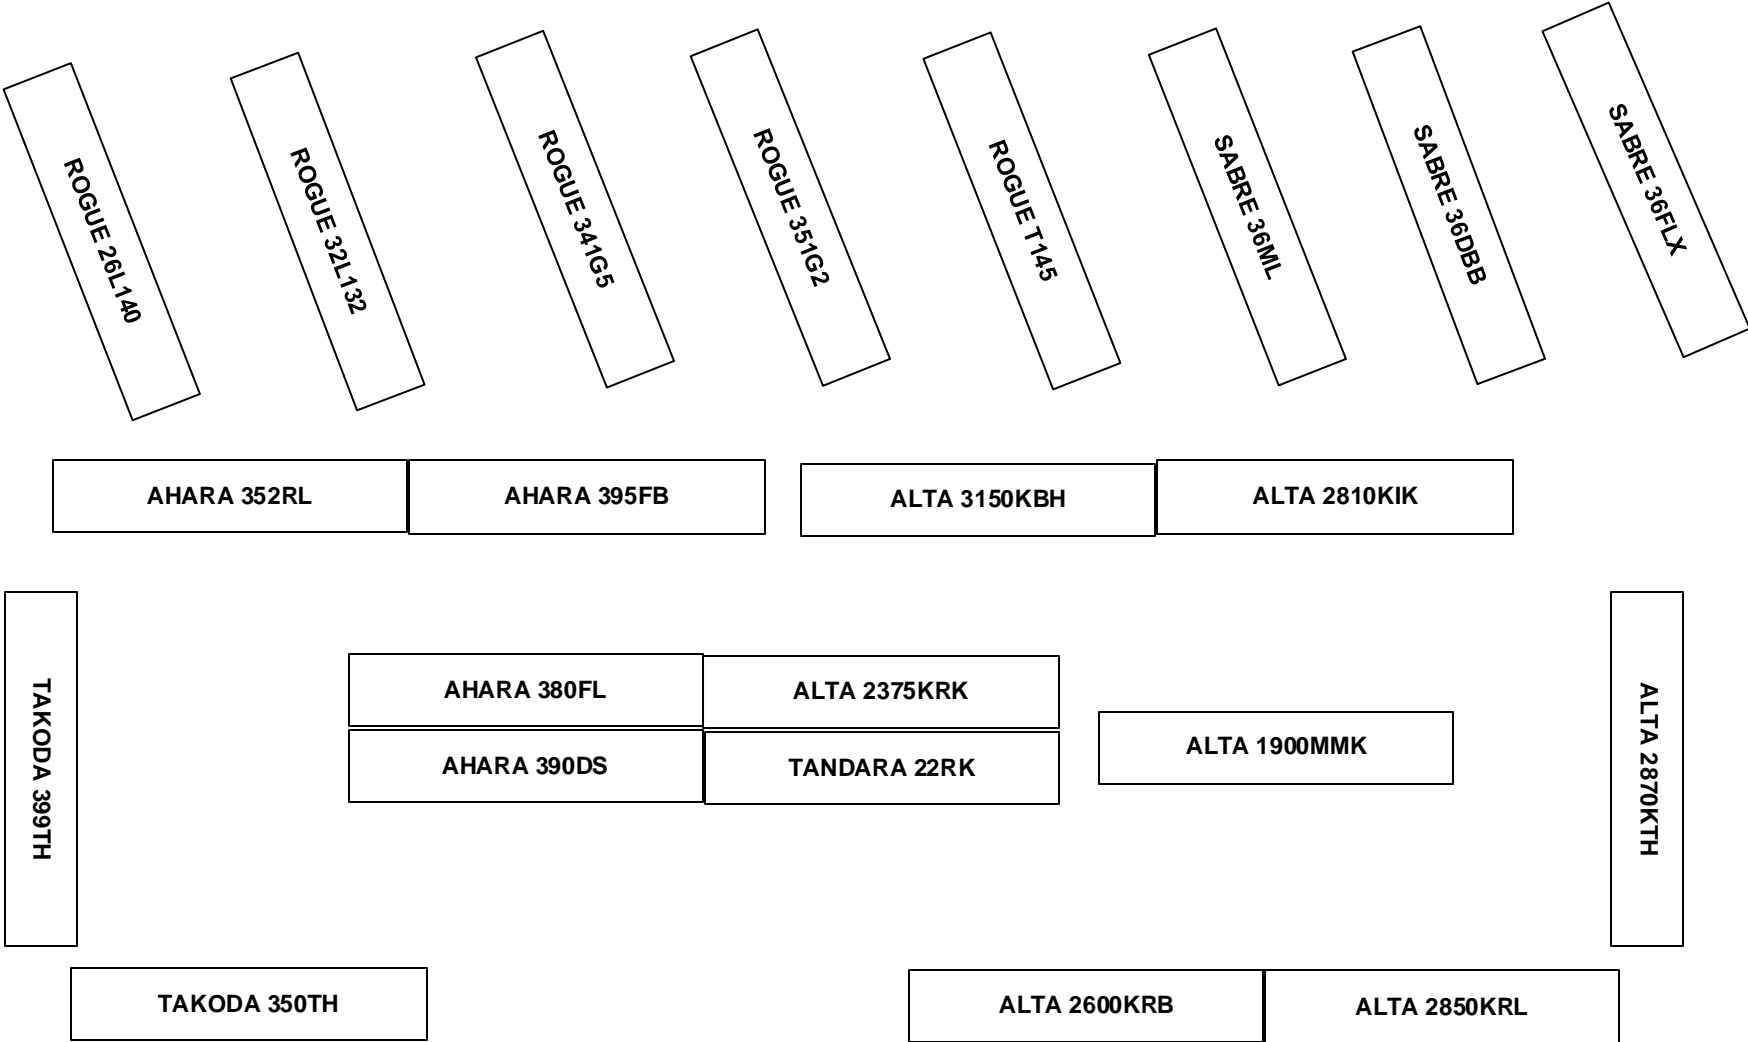 ROGUE 26L140
ROGUE 32L132
ROGUE 341G5
ROGUE 351G2
ROGUE T145
SABRE 36ML
SABRE 36DBB
SABRE 36FLX
AHARA 352RL
AHARA 395FB
ALTA 3150KBH
ALTA 2810KIK
TAKODA 399TH
AHARA 380FL
ALTA 2375KRK
AHARA 390DS
TANDARA 22RK
ALTA 1900MMK
ALTA 2870KTH
TAKODA 350TH
ALTA 2600KRB
ALTA 2850KRL